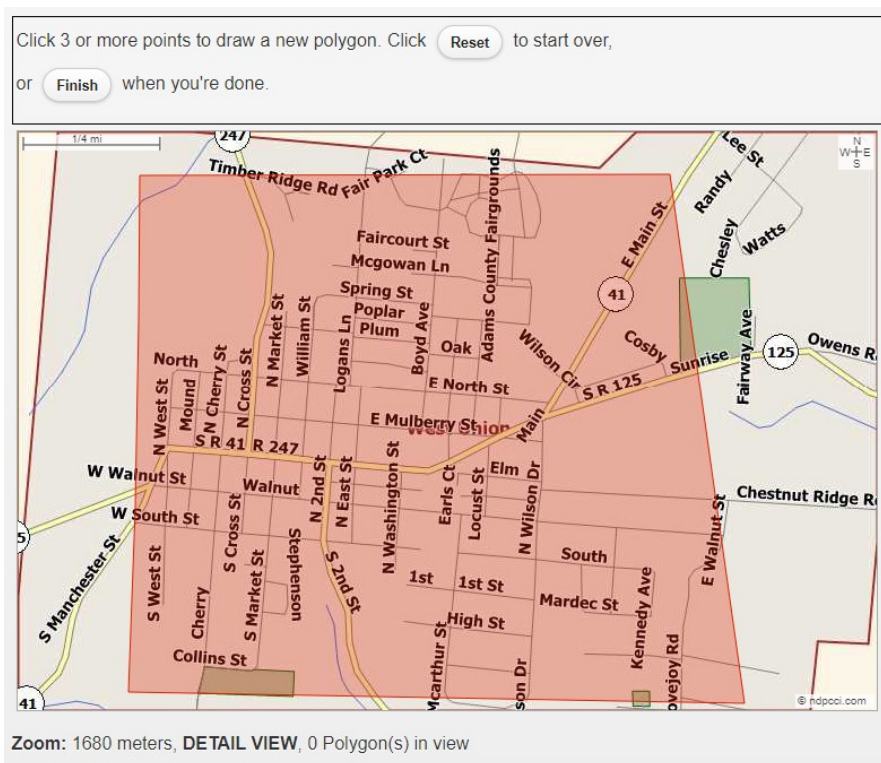 Click 3 or more points to draw a new polygon. Click Reset to start over,
or Finish when you're done.
1/4 mi
247
N
W E
S
Timber Ridge Rd
Fair Park Ct
Adams County Fairgrounds
Lee St
Randy
Chesley
Watts
E Main St
Faircourt St
Mcgowan Ln
Spring St
Poplar
Plum
Boyd Ave
Oak
41
Wilson Cir
Cosby
Sunrise
Fairway Ave
125
Owens R
N Market St
William St
Logans Ln
North
Mound
N Cherry St
N Cross St
N West St
E North St
S R 125
E Mulberry St
West Union
Main
S R 41
R 247
W Walnut St
Walnut
N 2nd St
N East St
N Washington St
Earls Ct
Locust St
Elm
N Wilson Dr
Chestnut Ridge R
E Walnut St
W South St
5
S Manchester St
S West St
S Cross St
Cherry
S Market St
Stephenson
S 2nd St
South
1st
1st St
Mardec St
Kennedy Ave
High St
Mcarthur St
son Dr
ovejoy Rd
Collins St
41
© ndpcci.com
Zoom: 1680 meters, DETAIL VIEW, 0 Polygon(s) in view